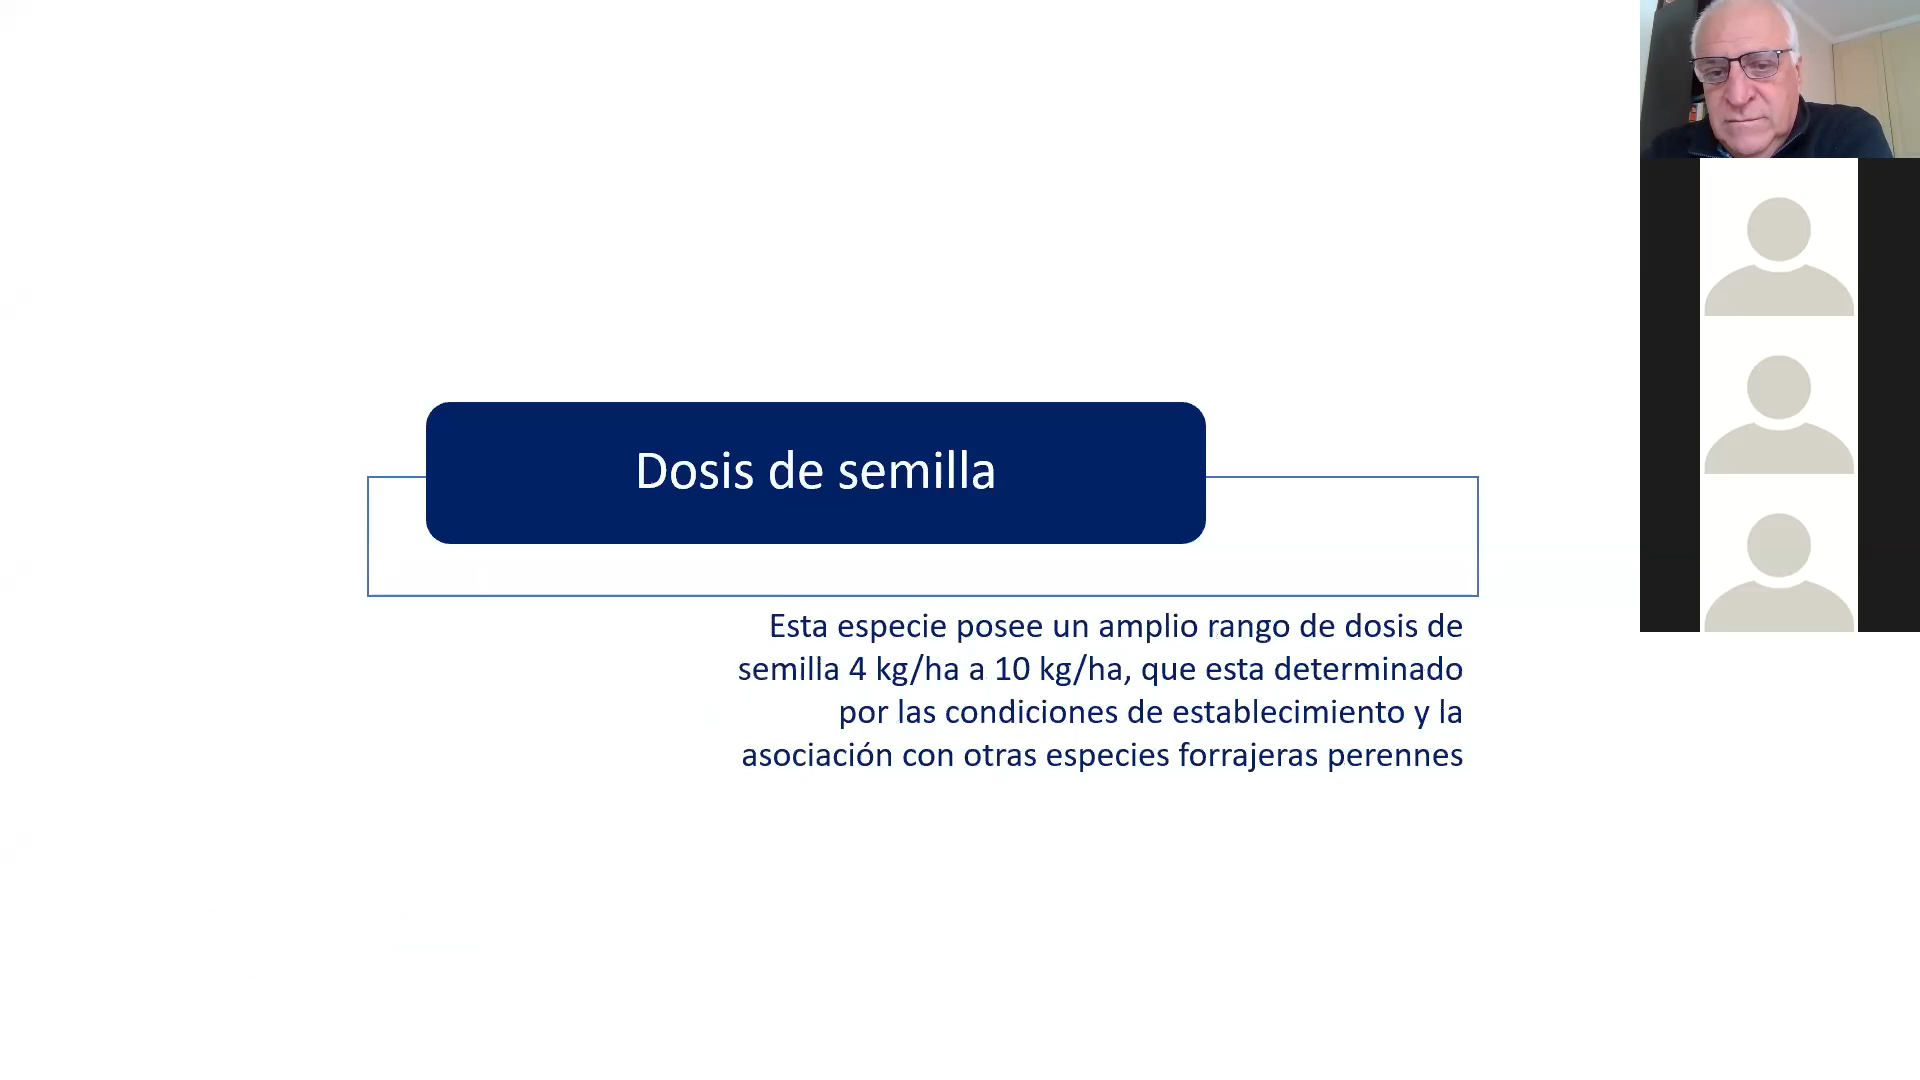 Dosis de semilla
Esta especie posee un amplio rango de dosis de
semilla 4 kg/ha a 10 kg/ha, que esta determinado
por las condiciones de establecimiento y la
asociación con otras especies forrajeras perennes